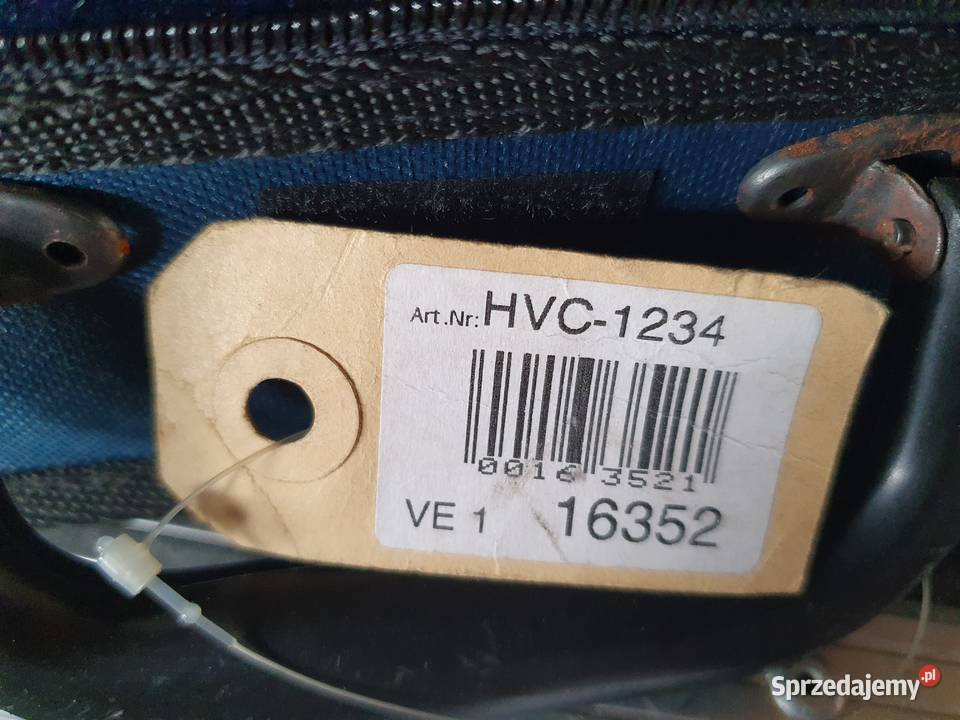 Art.Nr: HVC-1234
0016 3521
VE 1 16352
Sprzedajemy.pl